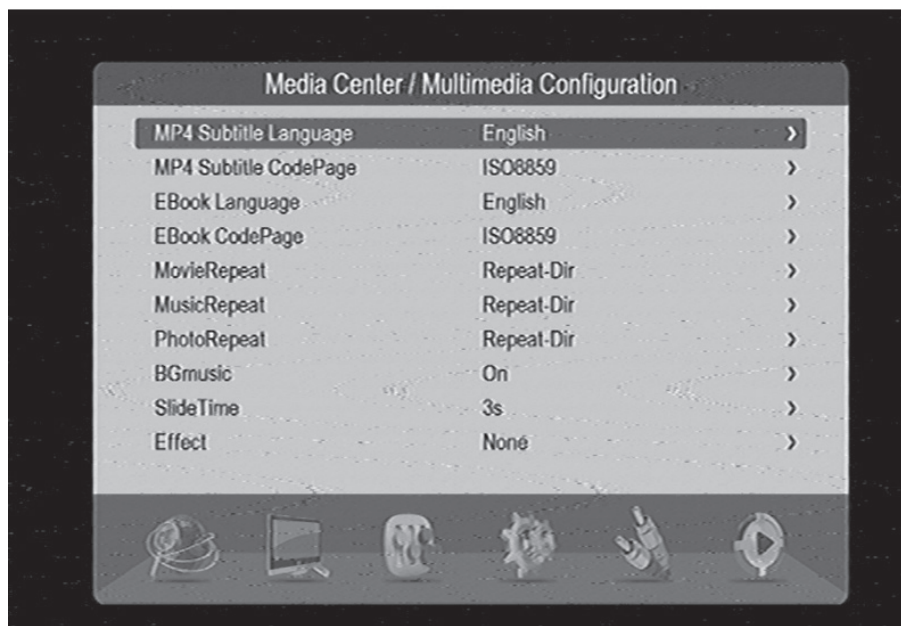 Media Center / Multimedia Configuration
MP4 Subtitle Language English
MP4 Subtitle CodePage ISO8859
EBook Language English
EBook CodePage ISO8859
MovieRepeat Repeat-Dir
MusicRepeat Repeat-Dir
PhotoRepeat Repeat-Dir
BGmusic On
SlideTime 3s
Effect None